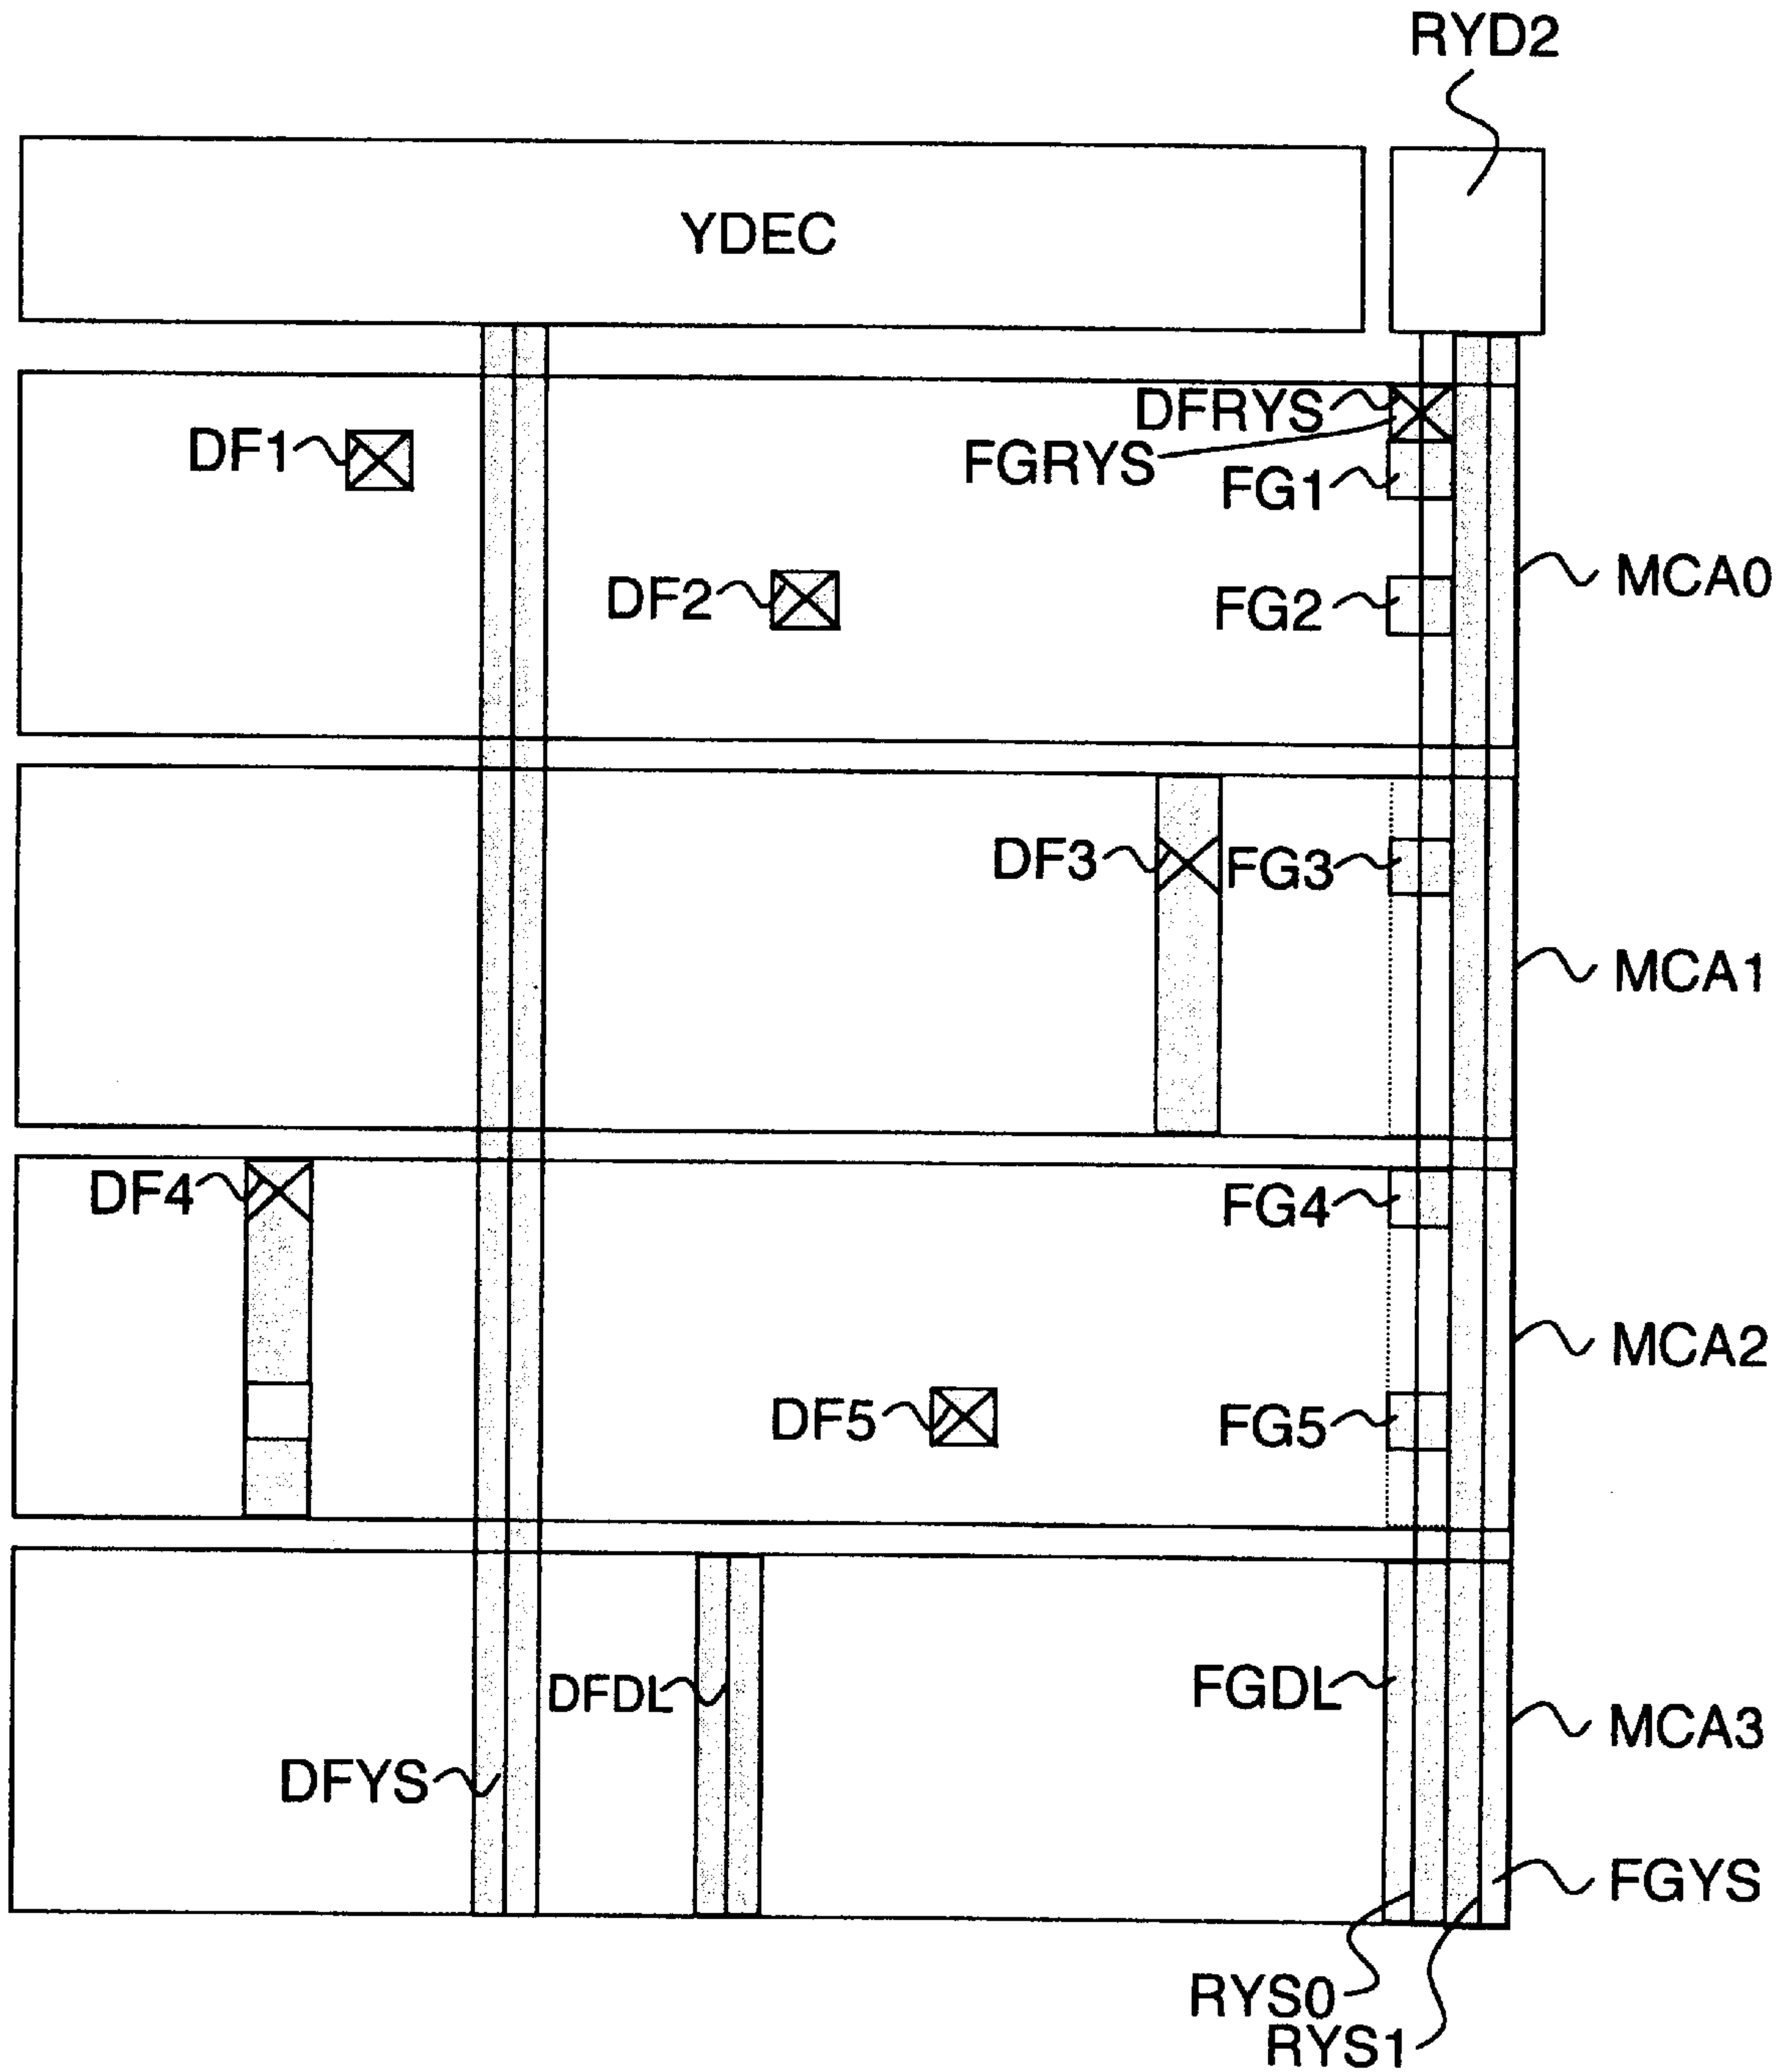 RYD2
YDEC
DFRYS
DF1
FGRYS
FG1
MCA0
DF2
FG2
DF3
FG3
MCA1
DF4
FG4
MCA2
DF5
FG5
DFDL
FGDL
MCA3
DFYS
FGYS
RYS0
RYS1